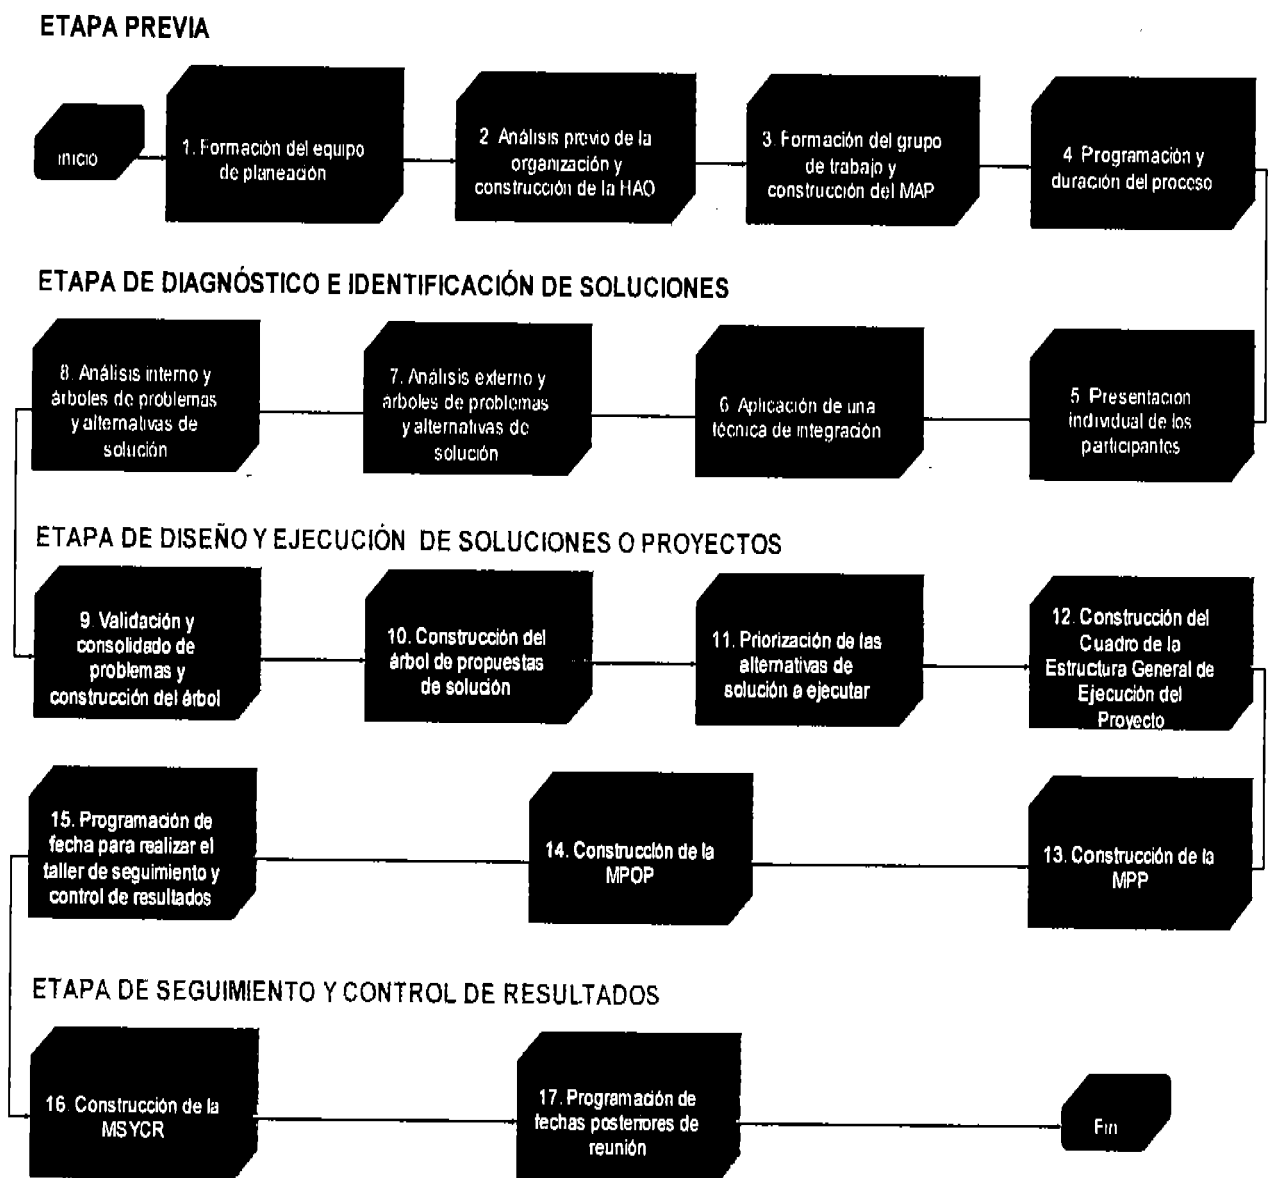 ETAPA PREVIA
Inicio
1. Formación del equipo
de planeación
2 Análisis previo de la
organización y
construcción de la HAO
3. Formación del grupo
de trabajo y
construcción del MAP
4 Programación y
duración del proceso
ETAPA DE DIAGNÓSTICO E IDENTIFICACIÓN DE SOLUCIONES
8. Análisis interno y
árboles de problemas
y alternativas de
solución
7. Análisis externo y
árboles de problemas
y alternativas de
solución
6 Aplicación de una
técnica de integración
5 Presentación
individual de los
participantes
ETAPA DE DISEÑO Y EJECUCIÓN DE SOLUCIONES O PROYECTOS
9. Validación y
consolidado de
problemas y
construcción del árbol
10. Construcción del
árbol de propuestas
de solución
11. Priorización de las
alternativas de
solución a ejecutar
12. Construcción del
Cuadro de la
Estructura General de
Ejecución del
Proyecto
15. Programación de
fecha para realizar el
taller de seguimiento y
control de resultados
14. Construcción de la
MPOP
13. Construcción de la
MPP
ETAPA DE SEGUIMIENTO Y CONTROL DE RESULTADOS
16. Construcción de la
MSYCR
17. Programación de
fechas posteriores de
reunión
Fin